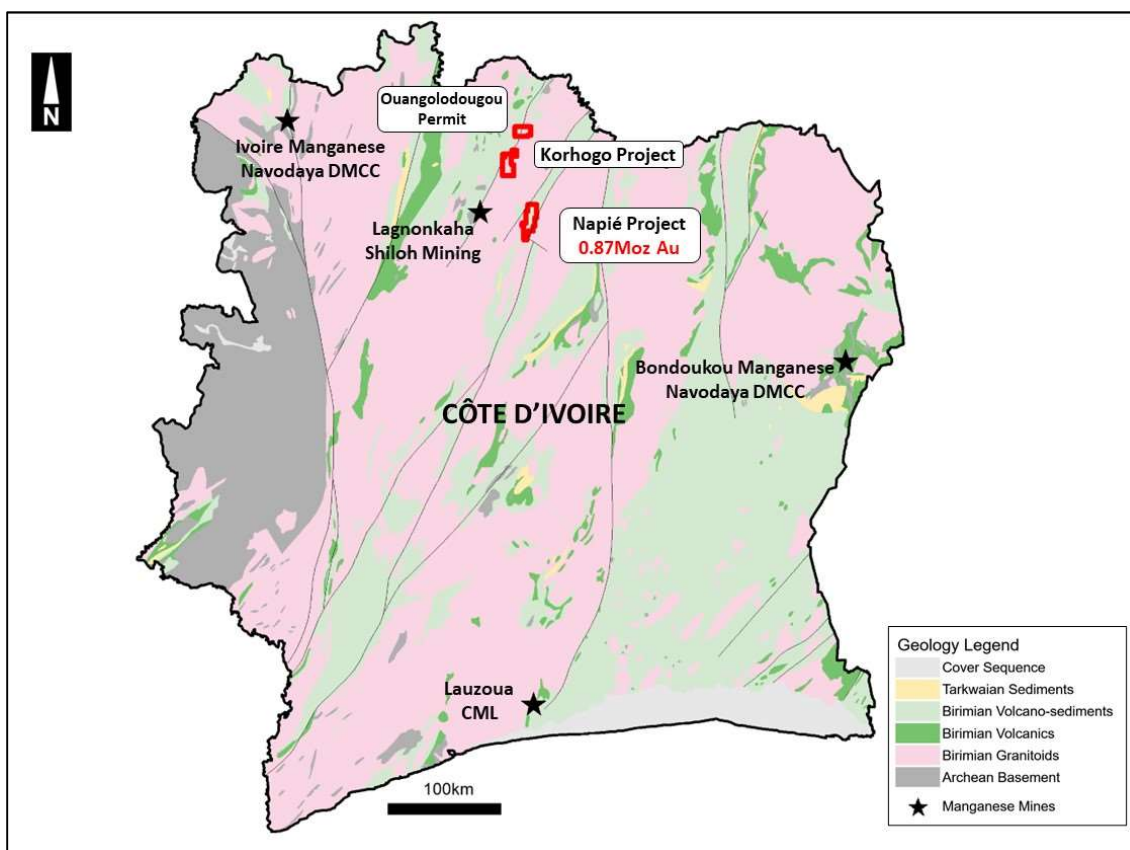 N
Ouangolodougou
Permit
Ivoire Manganese
Navodaya DMCC
Korhogo Project
Lagnonkaha
Shiloh Mining
Napié Project
0.87Moz Au
Bondoukou Manganese
Navodaya DMCC
CÔTE D’IVOIRE
Lauzoua
CML
100km
Geology Legend
Cover Sequence
Tarkwaian Sediments
Birimian Volcano-sediments
Birimian Volcanics
Birimian Granitoids
Archean Basement
Manganese Mines